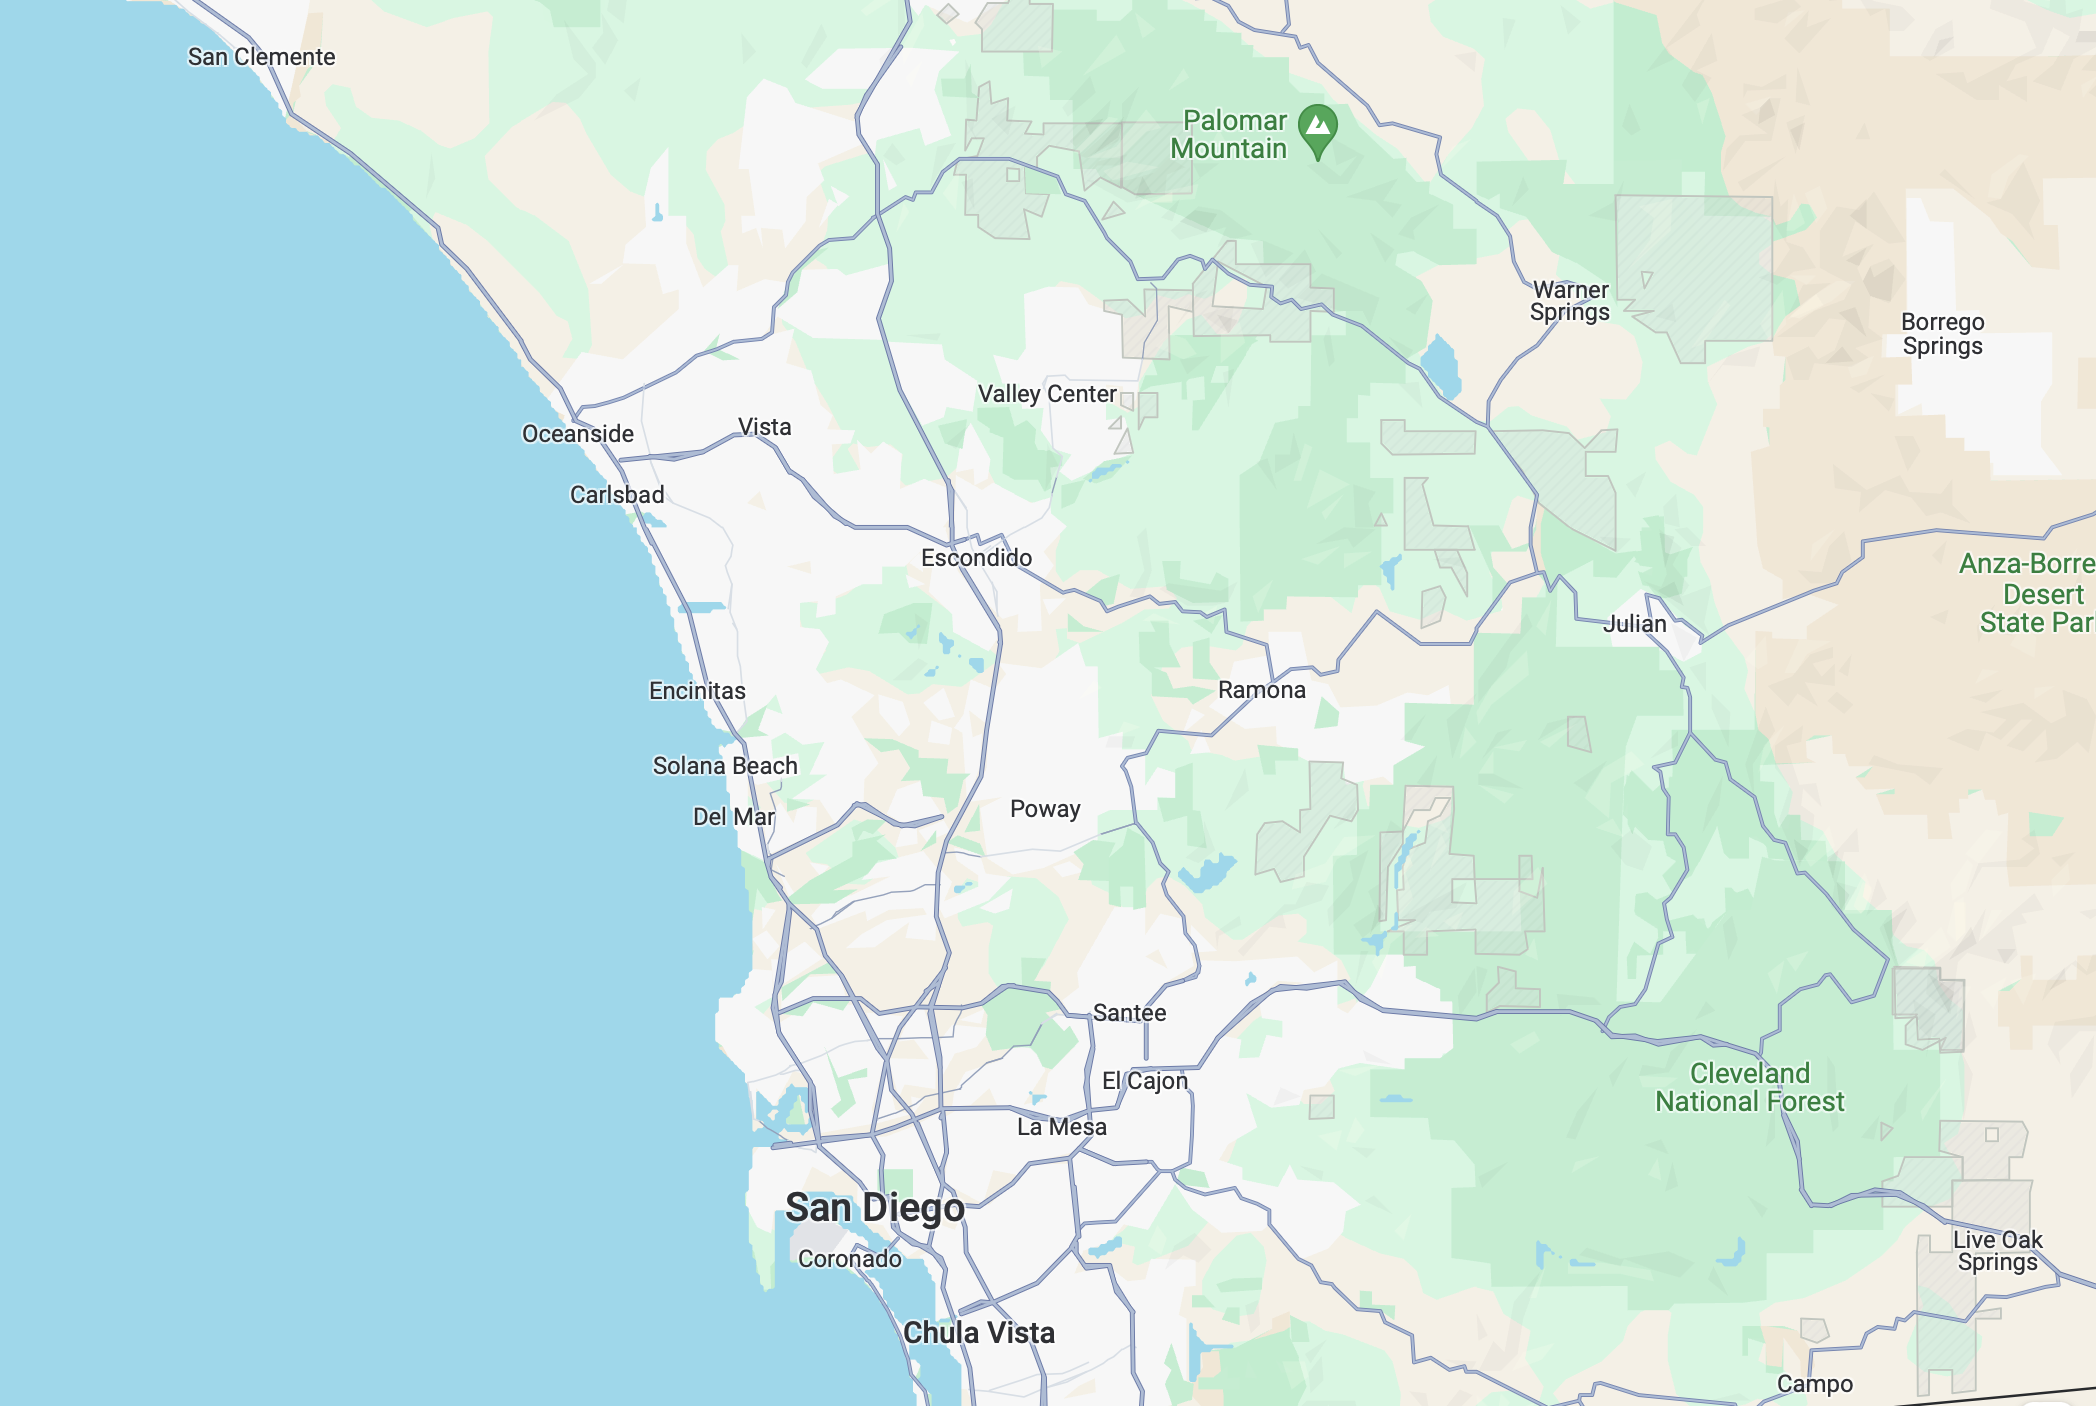 San Clemente
Palomar
Mountain
Warner
Springs
Borrego
Springs
Valley Center
Vista
Oceanside
Carlsbad
Escondido
Anza-Borre
Desert
State Par
Julian
Encinitas
Ramona
Solana Beach
Poway
Del Mar
Santee
El Cajon
Cleveland
National Forest
La Mesa
San Diego
Coronado
Live Oak
Springs
Chula Vista
Campo